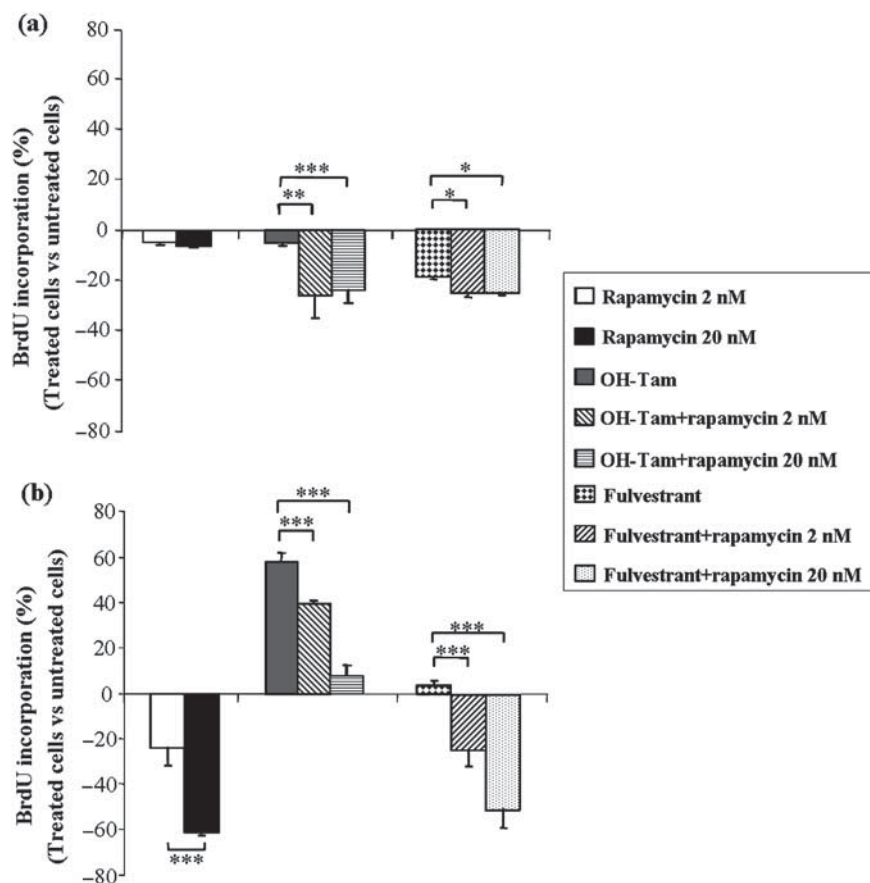 (a)
BrdU incorporation (%)
(Treated cells vs untreated cells)
80
60
40
20
0
−20
−40
−60
−80
***
**
*
*
Rapamycin 2 nM
Rapamycin 20 nM
OH-Tam
OH-Tam+rapamycin 2 nM
OH-Tam+rapamycin 20 nM
Fulvestrant
Fulvestrant+rapamycin 2 nM
Fulvestrant+rapamycin 20 nM
(b)
BrdU incorporation (%)
(Treated cells vs untreated cells)
80
60
40
20
0
−20
−40
−60
−80
***
***
***
***
***